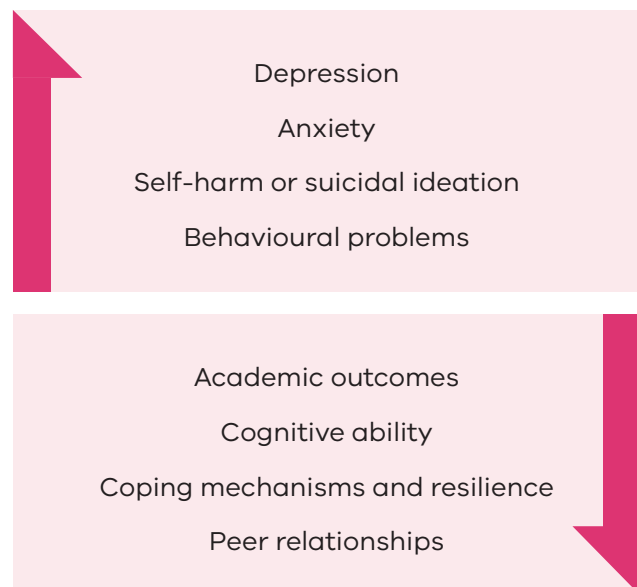 Depression
Anxiety
Self-harm or suicidal ideation
Behavioural problems
Academic outcomes
Cognitive ability
Coping mechanisms and resilience
Peer relationships